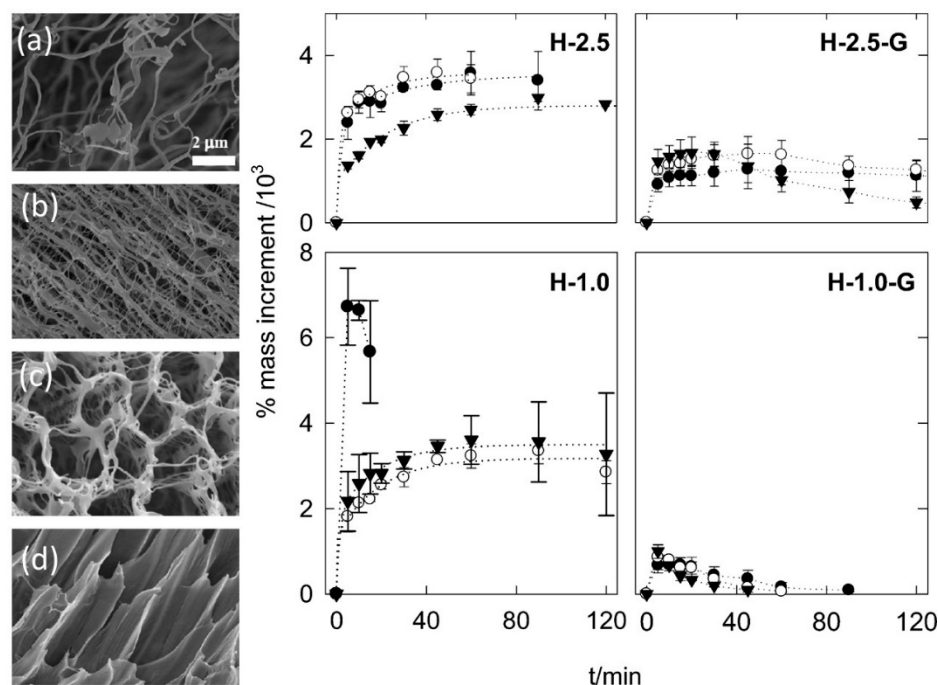 (a)
2 μm
(b)
(c)
(d)
% mass increment /10³
H-2.5
4
2
0
H-2.5-G
H-1.0
8
6
4
2
0
0 40 80 120
H-1.0-G
0 40 80 120
t/min